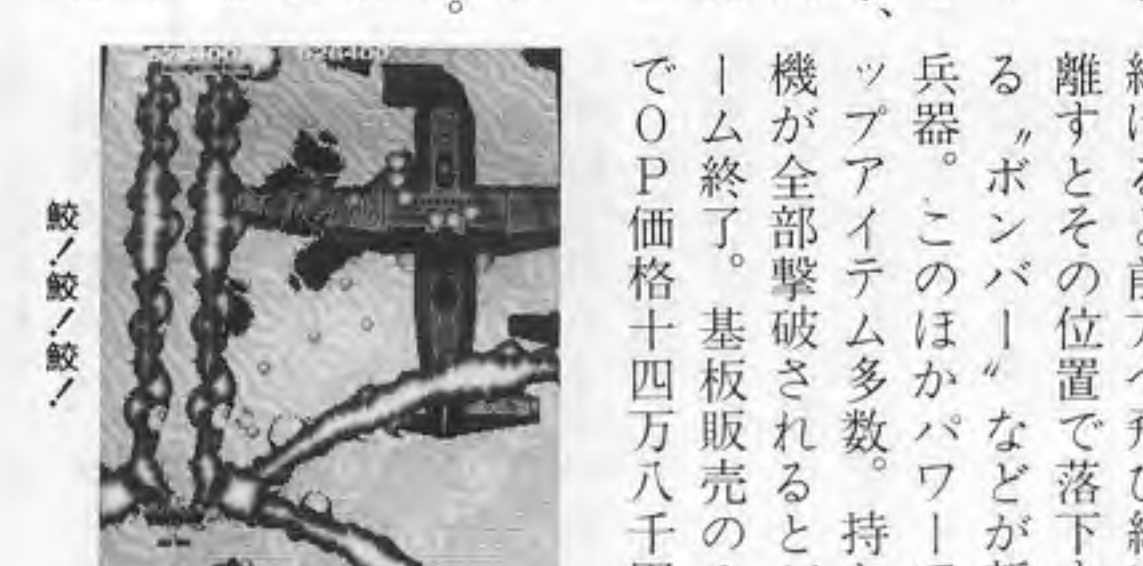 離すとその位置で落下
る〝ボンバー〟などが
兵器。このほかパワー
ップアイテム多数。持
機が全部撃破されると
ーム終了。基板販売の
でOP価格十四万八千
鮫!鮫!鮫!
626400